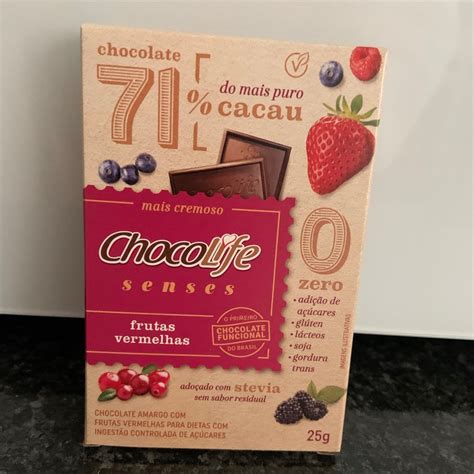 chocolate
71%
do mais puro
cacau
mais cremoso
ChocoLife
senses
frutas
vermelhas
O PRIMEIRO
CHOCOLATE
FUNCIONAL
DO BRASIL
0
zero
• adição de
açúcares
• glúten
• lácteos
• soja
• gordura
trans
IMAGENS ILUSTRATIVAS
adoçado com stevia
sem sabor residual
CHOCOLATE AMARGO COM
FRUTAS VERMELHAS PARA DIETAS COM
INGESTÃO CONTROLADA DE AÇÚCARES
25g